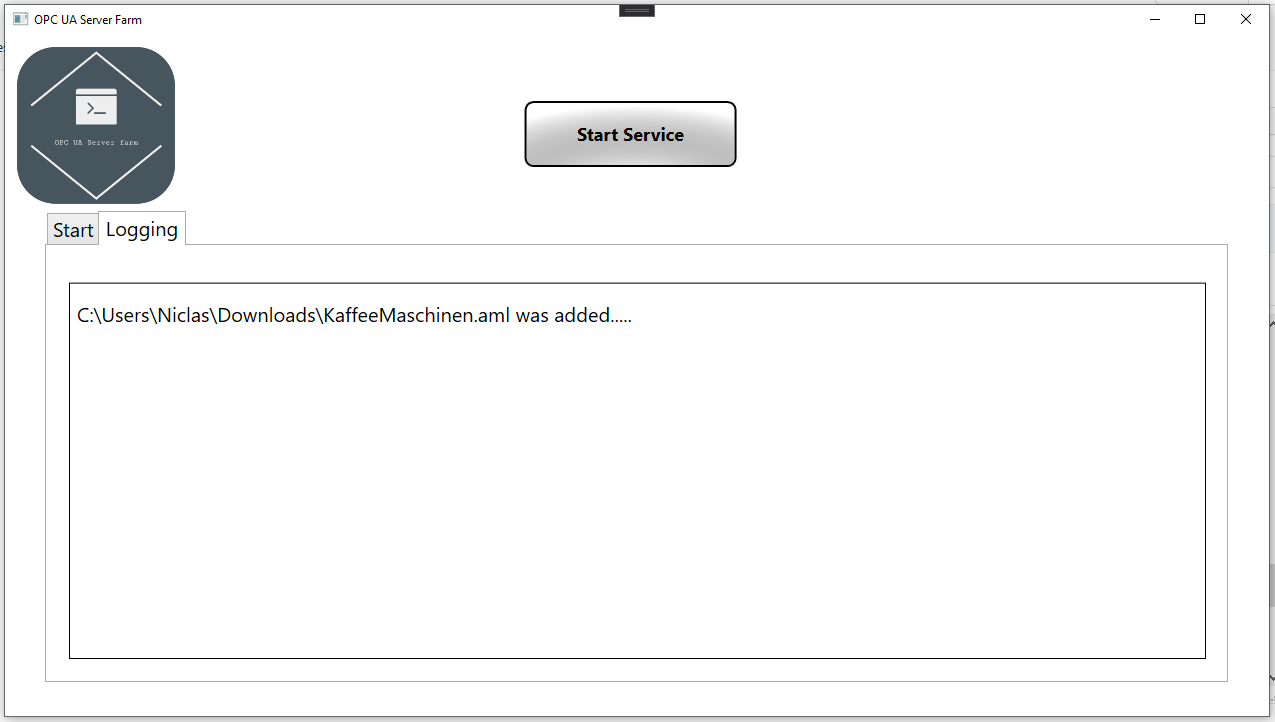 OPC UA Server Farm
>_
OPC UA Server farm
Start Service
Start Logging
C:\Users\Niclas\Downloads\KaffeeMaschinen.aml was added.....